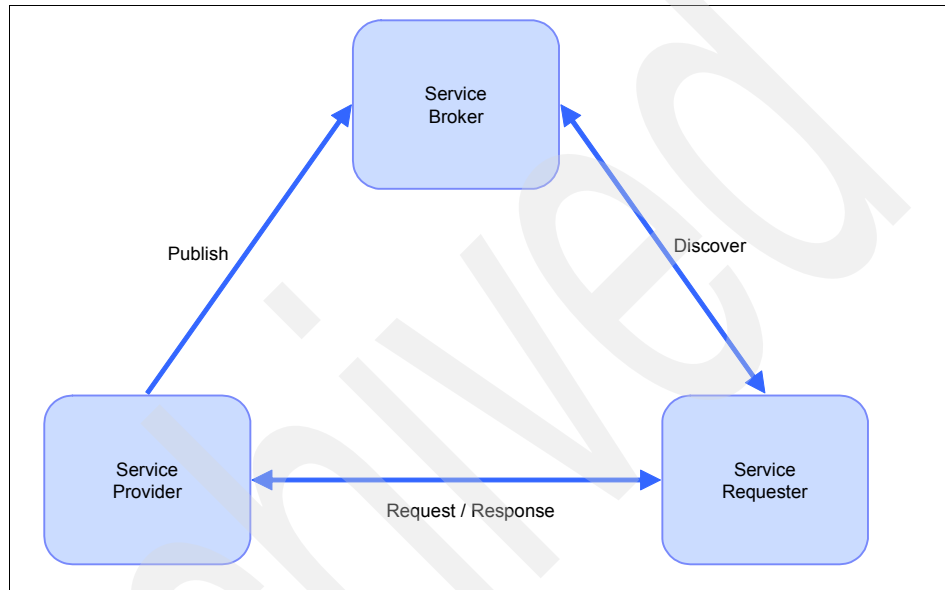 Service
Broker
Publish
Discover
Service
Provider
Request / Response
Service
Requester